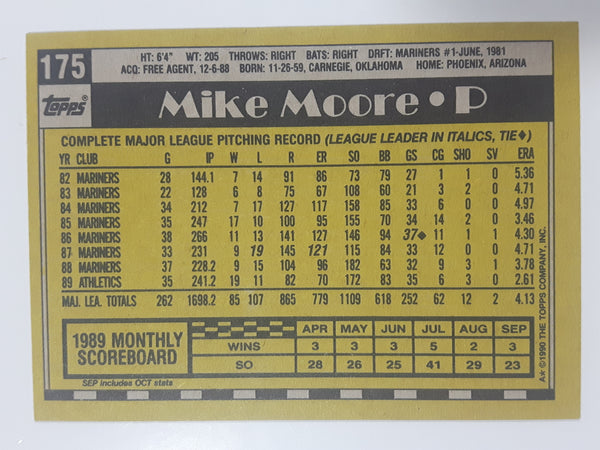 175
HT: 6'4" WT: 205 THROWS: RIGHT BATS: RIGHT DRFT: MARINERS #1-JUNE, 1981
ACQ: FREE AGENT, 12-6-88 BORN: 11-26-59, CARNEGIE, OKLAHOMA HOME: PHOENIX, ARIZONA
Topps®
Mike Moore • P
COMPLETE MAJOR LEAGUE PITCHING RECORD (LEAGUE LEADER IN ITALICS, TIE♦)
YR CLUB G IP W L R ER SO BB GS CG SHO SV ERA
82 MARINERS 28 144.1 7 14 91 86 73 79 27 1 1 0 5.36
83 MARINERS 22 128 6 8 75 67 108 60 21 3 2 0 4.71
84 MARINERS 34 212 7 17 127 117 158 85 33 6 0 0 4.97
85 MARINERS 35 247 17 10 100 95 155 70 34 14 2 0 3.46
86 MARINERS 38 266 11 13 141 127 146 94 37♦ 11 1 1 4.30
87 MARINERS 33 231 9 19 145 121 115 84 33 12 0 0 4.71
88 MARINERS 37 228.2 9 15 104 96 182 63 32 9 3 1 3.78
89 ATHLETICS 35 241.2 19 11 82 70 172 83 35 6 3 0 2.61
MAJ. LEA. TOTALS 262 1698.2 85 107 865 779 1109 618 252 62 12 2 4.13
1989 MONTHLY SCOREBOARD
APR MAY JUN JUL AUG SEP
WINS 3 3 3 5 2 3
SO 28 26 25 41 29 23
SEP includes OCT stats
A★ ©1990 THE TOPPS COMPANY, INC.